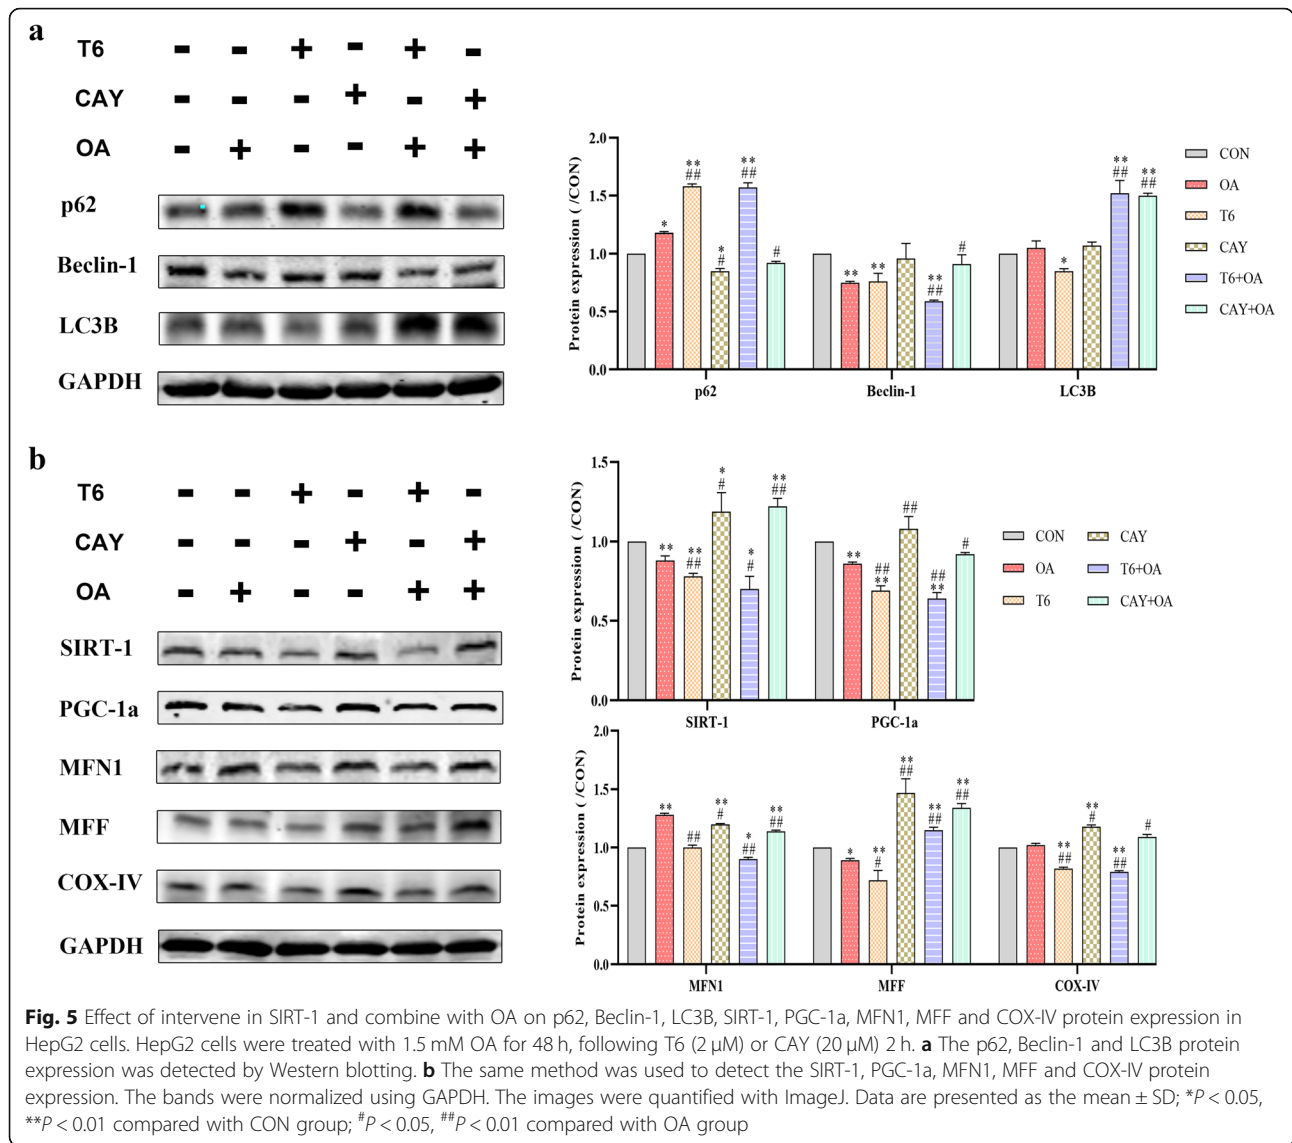 a
T6 - - + - + -
CAY - - - + - +
OA - + - - + +
p62
Beclin-1
LC3B
GAPDH
Protein expression ( /CON)
2.0
1.5
1.0
0.5
0.0
*
**
##
*
#
**
##
#
**
**
**
##
#
*
**
##
**
##
p62 Beclin-1 LC3B
CON
OA
T6
CAY
T6+OA
CAY+OA
b
T6 - - + - + -
CAY - - - + - +
OA - + - - + +
SIRT-1
PGC-1a
MFN1
MFF
COX-IV
GAPDH
Protein expression ( /CON)
1.5
1.0
0.5
0.0
**
**
##
*
#
*
#
**
##
**
##
**
##
##
**
#
SIRT-1 PGC-1a
CON CAY
OA T6+OA
T6 CAY+OA
Protein expression ( /CON)
2.0
1.5
1.0
0.5
0.0
**
##
**
#
*
##
**
##
*
**
#
**
##
**
##
**
##
**
##
**
#
**
##
#
MFN1 MFF COX-IV
Fig. 5 Effect of intervene in SIRT-1 and combine with OA on p62, Beclin-1, LC3B, SIRT-1, PGC-1a, MFN1, MFF and COX-IV protein expression in
HepG2 cells. HepG2 cells were treated with 1.5 mM OA for 48 h, following T6 (2 μM) or CAY (20 μM) 2 h. a The p62, Beclin-1 and LC3B protein
expression was detected by Western blotting. b The same method was used to detect the SIRT-1, PGC-1a, MFN1, MFF and COX-IV protein
expression. The bands were normalized using GAPDH. The images were quantified with ImageJ. Data are presented as the mean ± SD; *P < 0.05,
**P < 0.01 compared with CON group; #P < 0.05, ##P < 0.01 compared with OA group